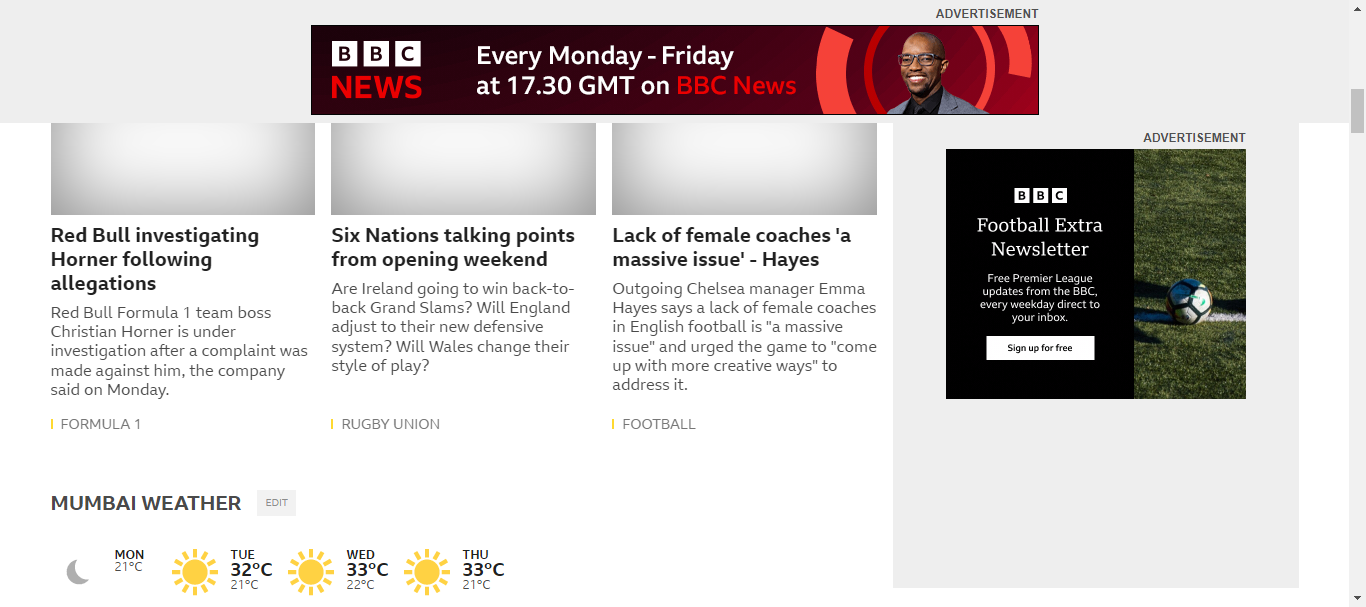 ADVERTISEMENT
BBC
NEWS
Every Monday - Friday
at 17.30 GMT on BBC News
Red Bull investigating
Horner following
allegations
Red Bull Formula 1 team boss
Christian Horner is under
investigation after a complaint was
made against him, the company
said on Monday.
FORMULA 1
Six Nations talking points
from opening weekend
Are Ireland going to win back-to-
back Grand Slams? Will England
adjust to their new defensive
system? Will Wales change their
style of play?
RUGBY UNION
Lack of female coaches 'a
massive issue' - Hayes
Outgoing Chelsea manager Emma
Hayes says a lack of female coaches
in English football is "a massive
issue" and urged the game to "come
up with more creative ways" to
address it.
FOOTBALL
ADVERTISEMENT
BBC
Football Extra
Newsletter
Free Premier League
updates from the BBC,
every weekday direct to
your inbox.
Sign up for free
MUMBAI WEATHER EDIT
MON
21°C
TUE
32°C
21°C
WED
33°C
22°C
THU
33°C
21°C